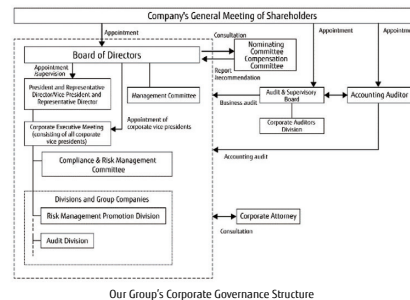 Company's General Meeting of Shareholders
Appointment
Appointment
Appointme
Board of Directors
Consultation
Nominating
Committee
Compensation
Committee
Report
Recommendation
Appointment
/supervision
President and Representative
Director/Vice President and
Representative Director
Management Committee
Business audit
Audit & Supervisory
Board
Accounting Auditor
Appointment of
corporate vice presidents
Corporate Executive Meeting
(consisting of all corporate
vice presidents)
Corporate Auditors
Division
Compliance & Risk Management
Committee
Accounting audit
Divisions and Group Companies
Risk Management Promotion Division
Corporate Attorney
Consultation
Audit Division
Our Group's Corporate Governance Structure